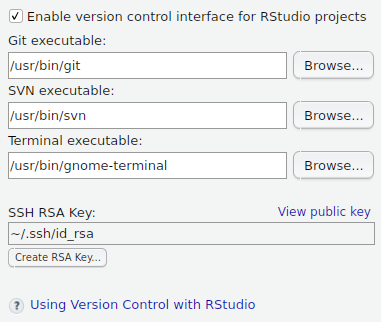 Enable version control interface for RStudio projects
Git executable:
/usr/bin/git Browse...
SVN executable:
/usr/bin/svn Browse...
Terminal executable:
/usr/bin/gnome-terminal Browse...
SSH RSA Key: View public key
~/.ssh/id_rsa
Create RSA Key...
? Using Version Control with RStudio